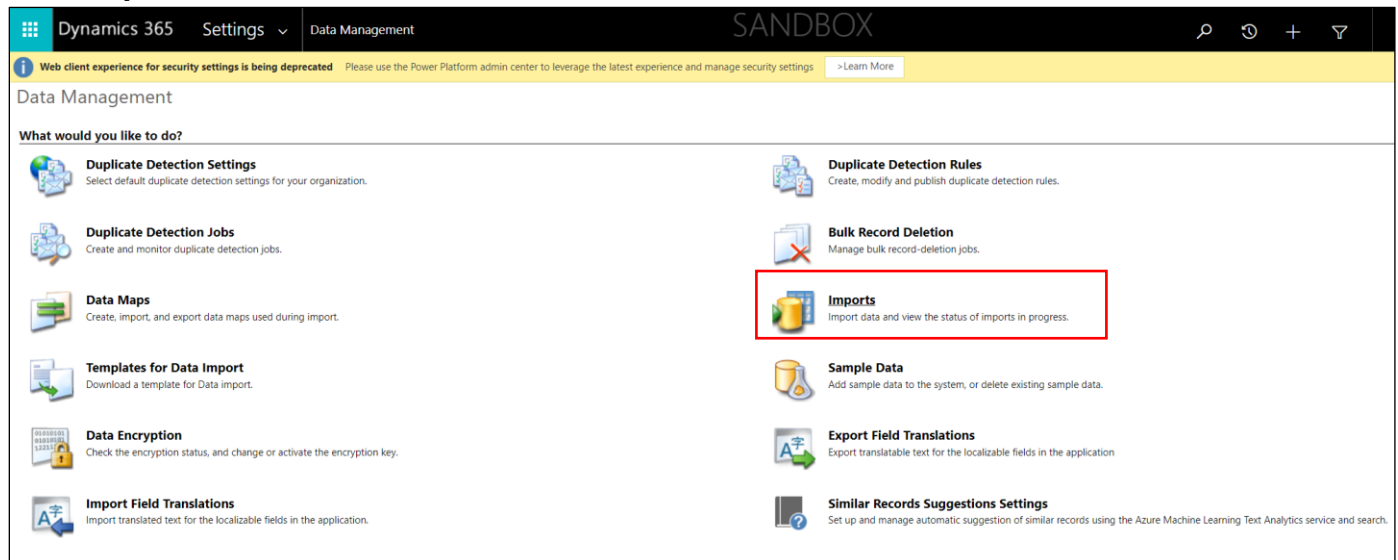 Dynamics 365 Settings Data Management SANDBOX
Web client experience for security settings is being deprecated Please use the Power Platform admin center to leverage the latest experience and manage security settings >Learn More
Data Management
What would you like to do?
Duplicate Detection Settings
Select default duplicate detection settings for your organization.
Duplicate Detection Rules
Create, modify and publish duplicate detection rules.
Duplicate Detection Jobs
Create and monitor duplicate detection jobs.
Bulk Record Deletion
Manage bulk record-deletion jobs.
Data Maps
Create, import, and export data maps used during import.
Imports
Import data and view the status of imports in progress.
Templates for Data Import
Download a template for Data import.
Sample Data
Add sample data to the system, or delete existing sample data.
Data Encryption
Check the encryption status, and change or activate the encryption key.
Export Field Translations
Export translatable text for the localizable fields in the application
Import Field Translations
Import translated text for the localizable fields in the application.
Similar Records Suggestions Settings
Set up and manage automatic suggestion of similar records using the Azure Machine Learning Text Analytics service and search.